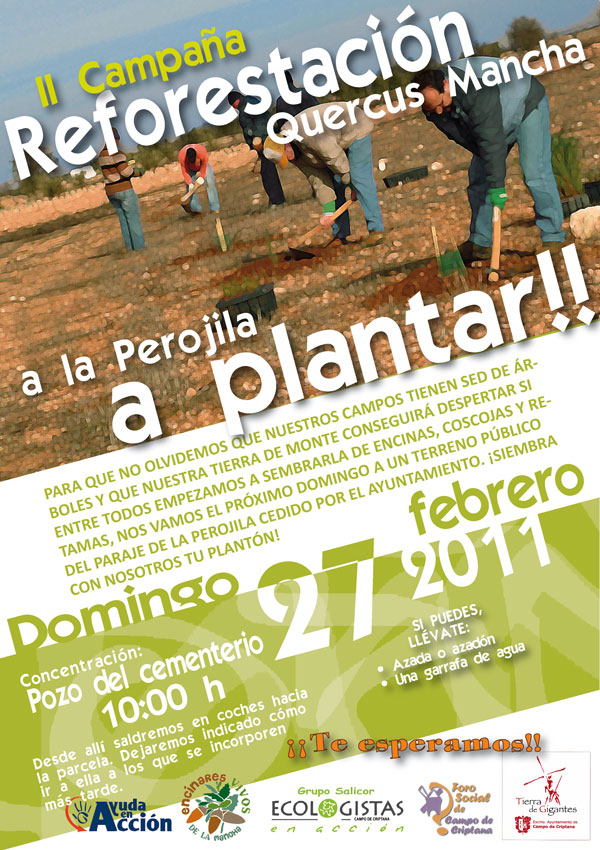 II Campaña
Reforestación
Quercus Mancha
a la Perojila
a plantar!!
PARA QUE NO OLVIDEMOS QUE NUESTROS CAMPOS TIENEN SED DE ÁR-
BOLES Y QUE NUESTRA TIERRA DE MONTE CONSEGUIRÁ DESPERTAR SI
ENTRE TODOS EMPEZAMOS A SEMBRARLA DE ENCINAS, COSCOJAS Y RE-
TAMAS, NOS VAMOS EL PRÓXIMO DOMINGO A UN TERRENO PÚBLICO
DEL PARAJE DE LA PEROJILA CEDIDO POR EL AYUNTAMIENTO. ¡SIEMBRA
CON NOSOTROS TU PLANTÓN!
Domingo 27 febrero
2011
Concentración:
Pozo del cementerio
10:00 h
Desde allí saldremos en coches hacia
la parcela. Dejaremos indicado cómo
ir a ella a los que se incorporen
más tarde.
SI PUEDES,
LLÉVATE:
• Azada o azadón
• Una garrafa de agua
¡¡Te esperamos!!
Ayuda en
Acción
encinares vivos
DE LA MANCHA
Grupo Salicor
ECOLOGISTAS
CAMPO DE CRIPTANA
en acción
Foro
Social
de
Campo de
Criptana
Tierra
de Gigantes
Excmo. Ayuntamiento de
Campo de Criptana